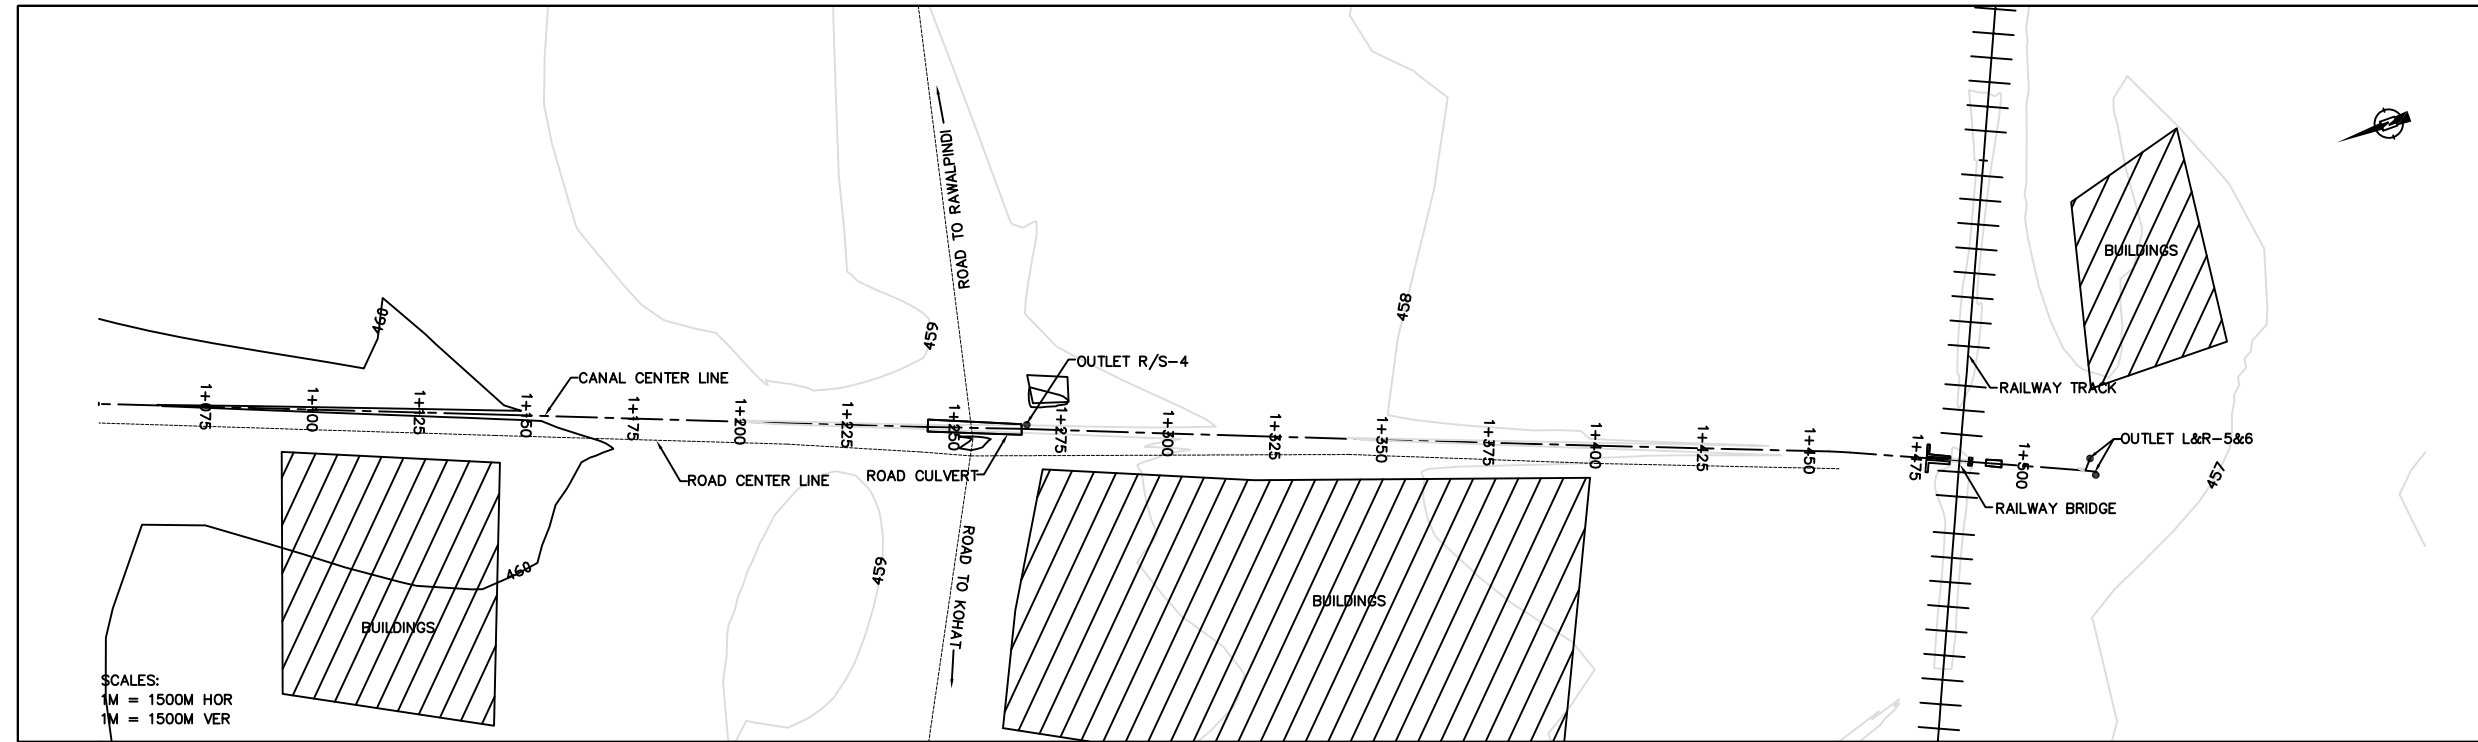 ROAD TO RAWALPINDI
BUILDINGS
460
459
458
OUTLET R/S-4
CANAL CENTER LINE
RAILWAY TRACK
1+075
1+100
1+125
1+150
1+175
1+200
1+225
1+250
1+275
1+300
1+325
1+350
1+375
1+400
1+425
1+450
1+475
1+500
OUTLET L&R-5&6
457
ROAD CENTER LINE
ROAD CULVERT
RAILWAY BRIDGE
460
459
ROAD TO KOHAT
BUILDINGS
BUILDINGS
SCALES:
1M = 1500M HOR
1M = 1500M VER